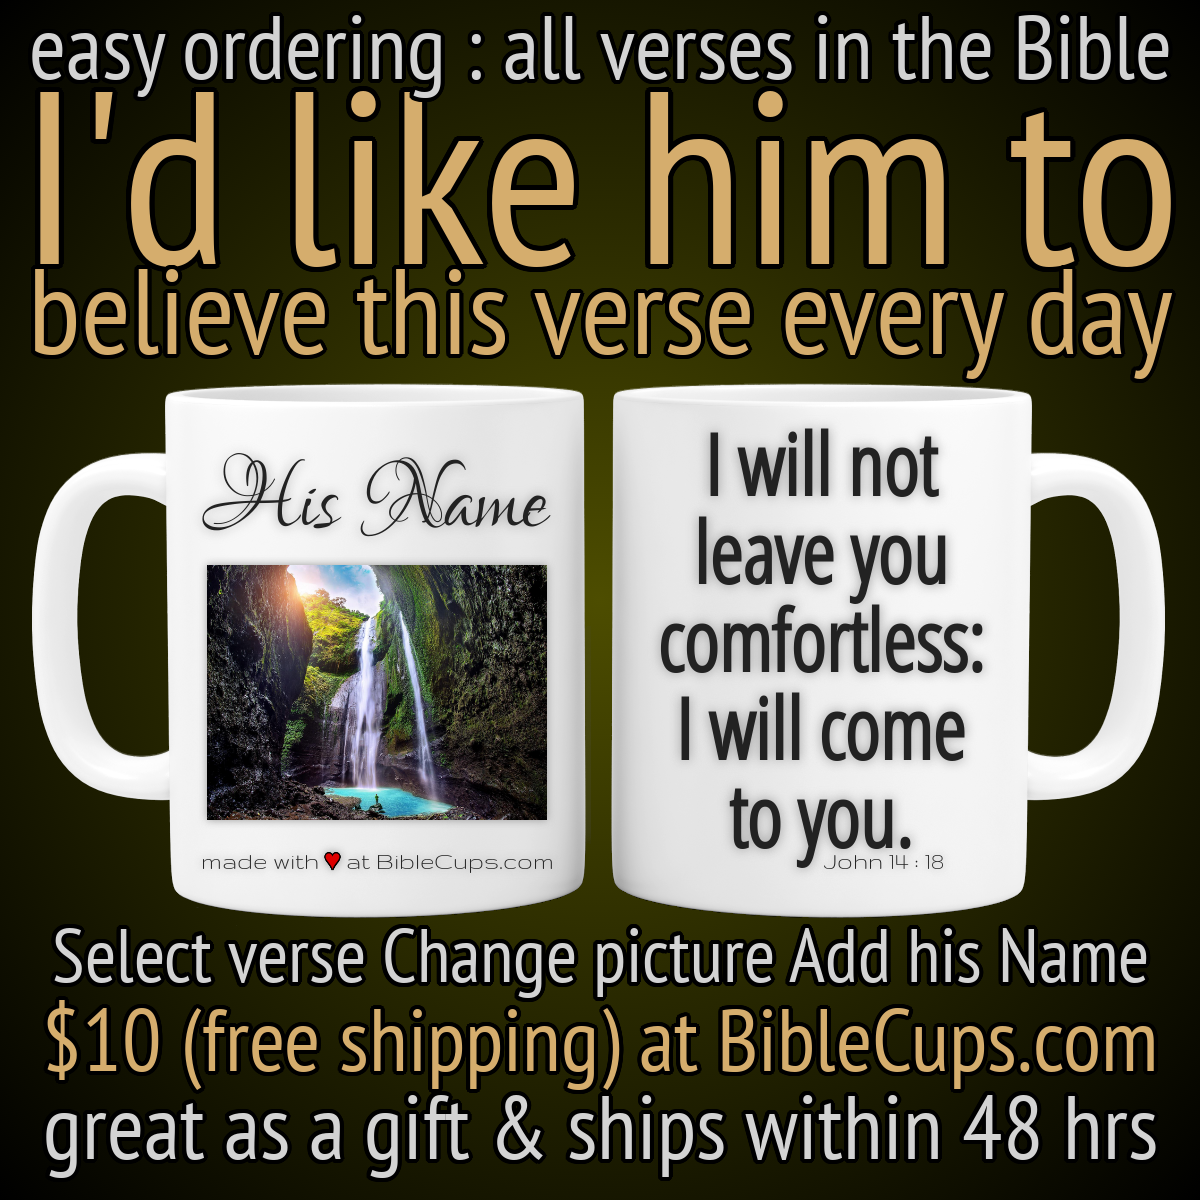 easy ordering : all verses in the Bible
I'd like him to
believe this verse every day
His Name
made with ❤ at BibleCups.com
I will not
leave you
comfortless:
I will come
to you.
John 14 : 18
Select verse Change picture Add his Name
$10 (free shipping) at BibleCups.com
great as a gift & ships within 48 hrs